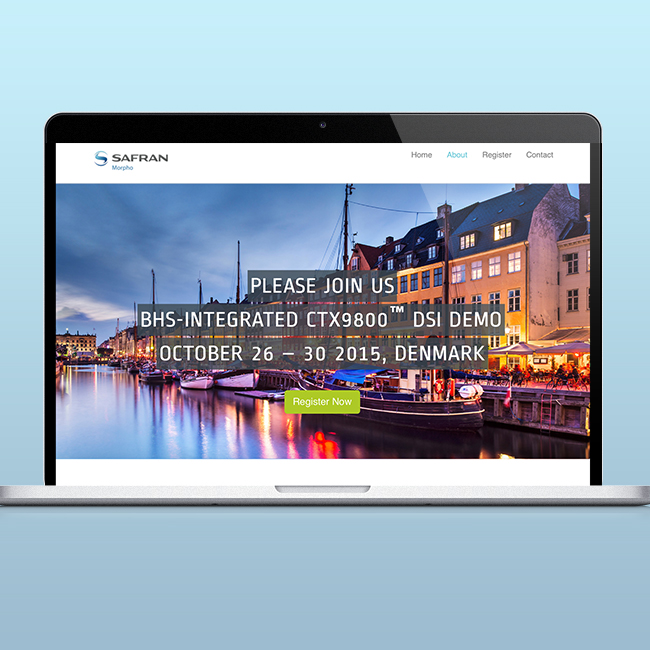 SAFRAN
Morpho
Home About Register Contact
PLEASE JOIN US
BHS-INTEGRATED CTX9800™ DSI DEMO,
OCTOBER 26 – 30 2015, DENMARK
Register Now